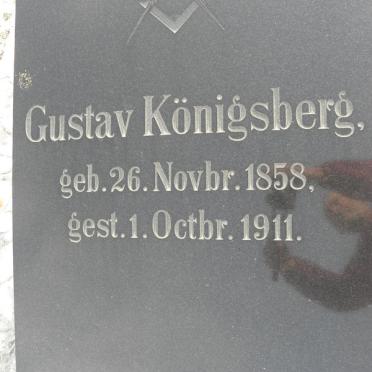 Gustav Königsberg,
geb. 26. Novbr. 1858,
gest. 1. Octbr. 1911.